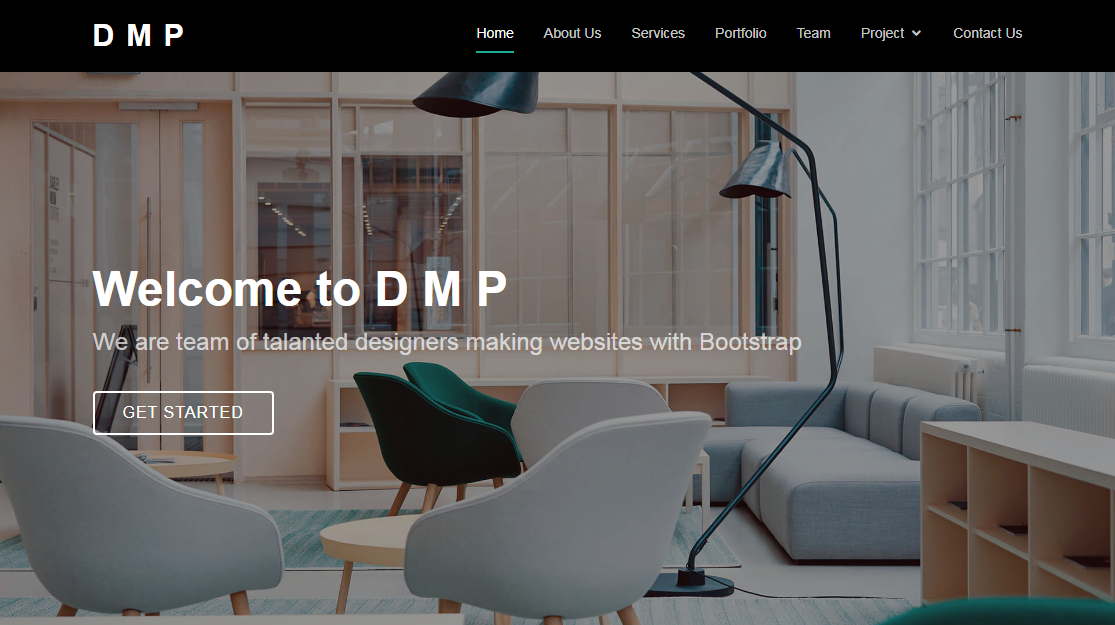 D M P
Home About Us Services Portfolio Team Project Contact Us
Welcome to D M P
We are team of talanted designers making websites with Bootstrap
GET STARTED